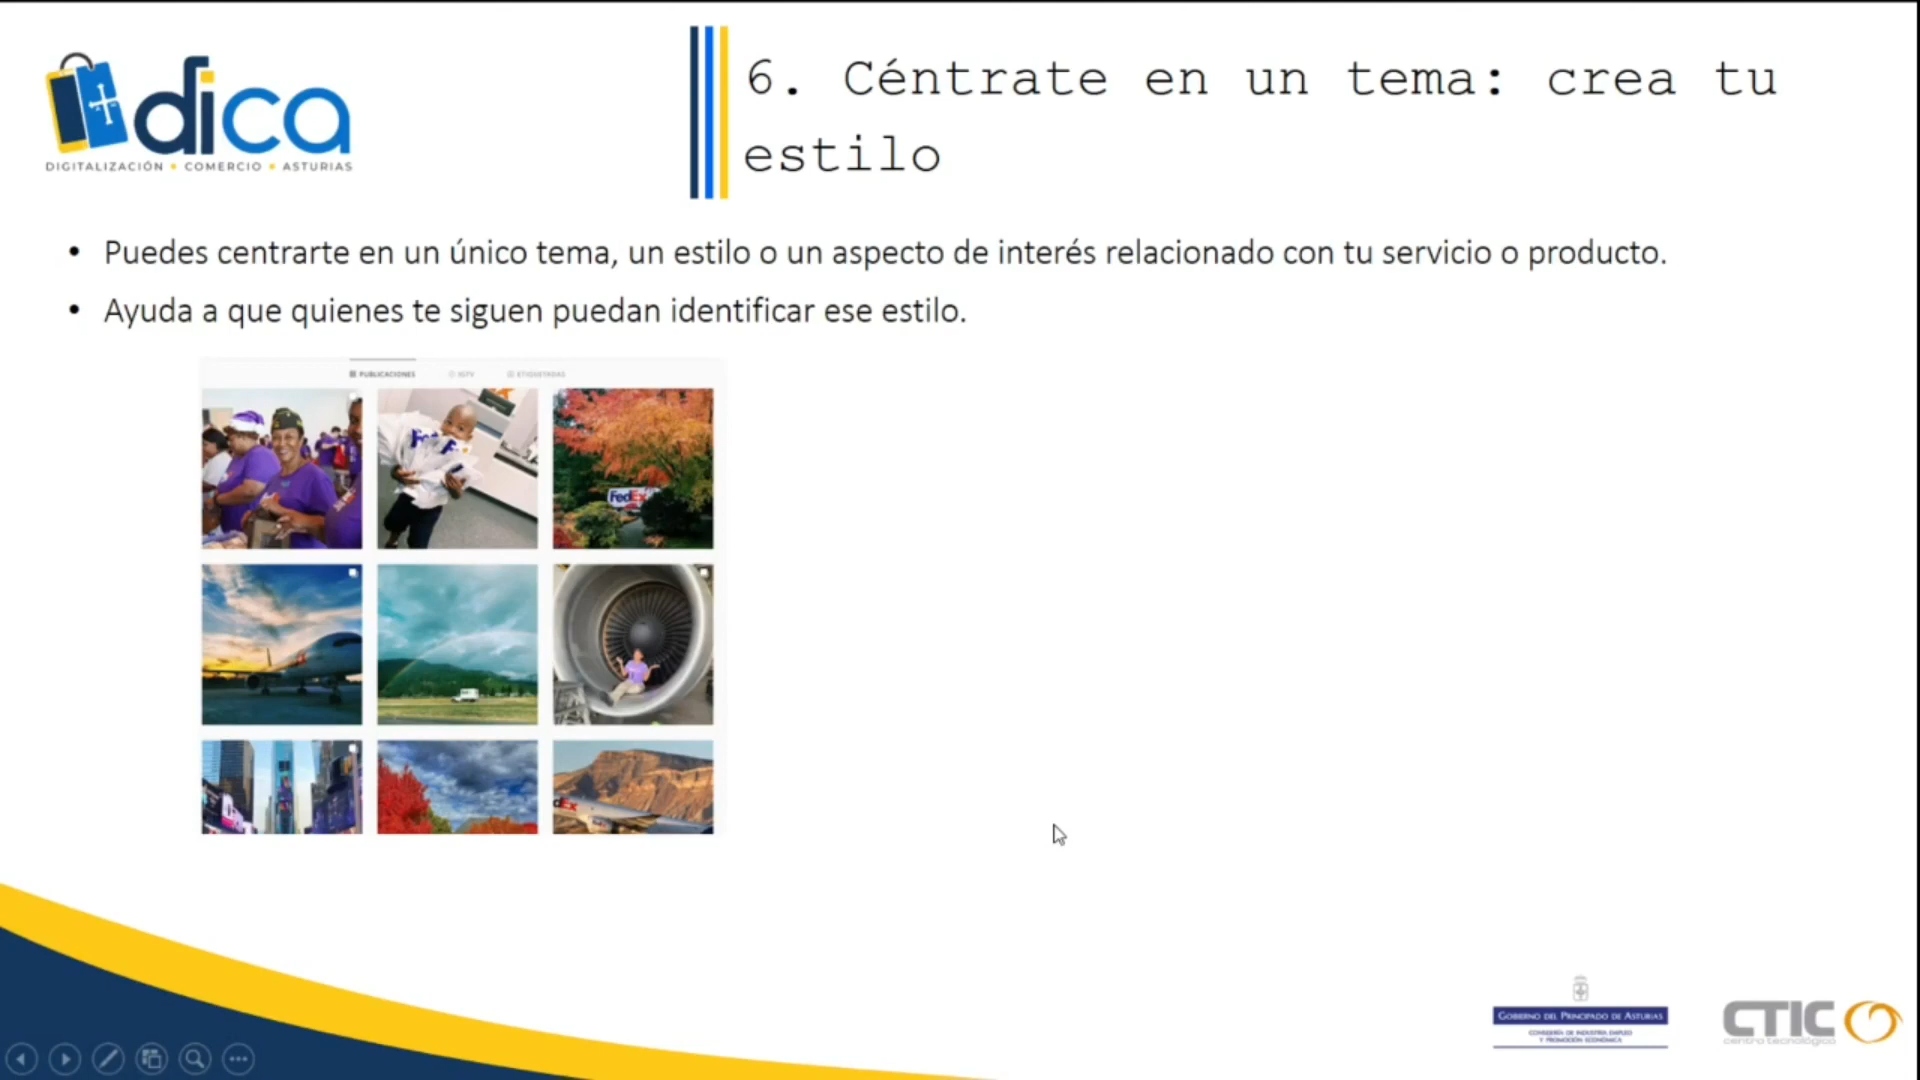 dica
DIGITALIZACIÓN • COMERCIO • ASTURIAS
6. Céntrate en un tema: crea tu
estilo
• Puedes centrarte en un único tema, un estilo o un aspecto de interés relacionado con tu servicio o producto.
• Ayuda a que quienes te siguen puedan identificar ese estilo.
PUBLICACIONES IGTV ETIQUETADAS
FedEx
FedEx
dEx
GOBIERNO DEL PRINCIPADO DE ASTURIAS
CONSEJERÍA DE INDUSTRIA, EMPLEO
Y PROMOCIÓN ECONÓMICA
CTIC
centro tecnológico